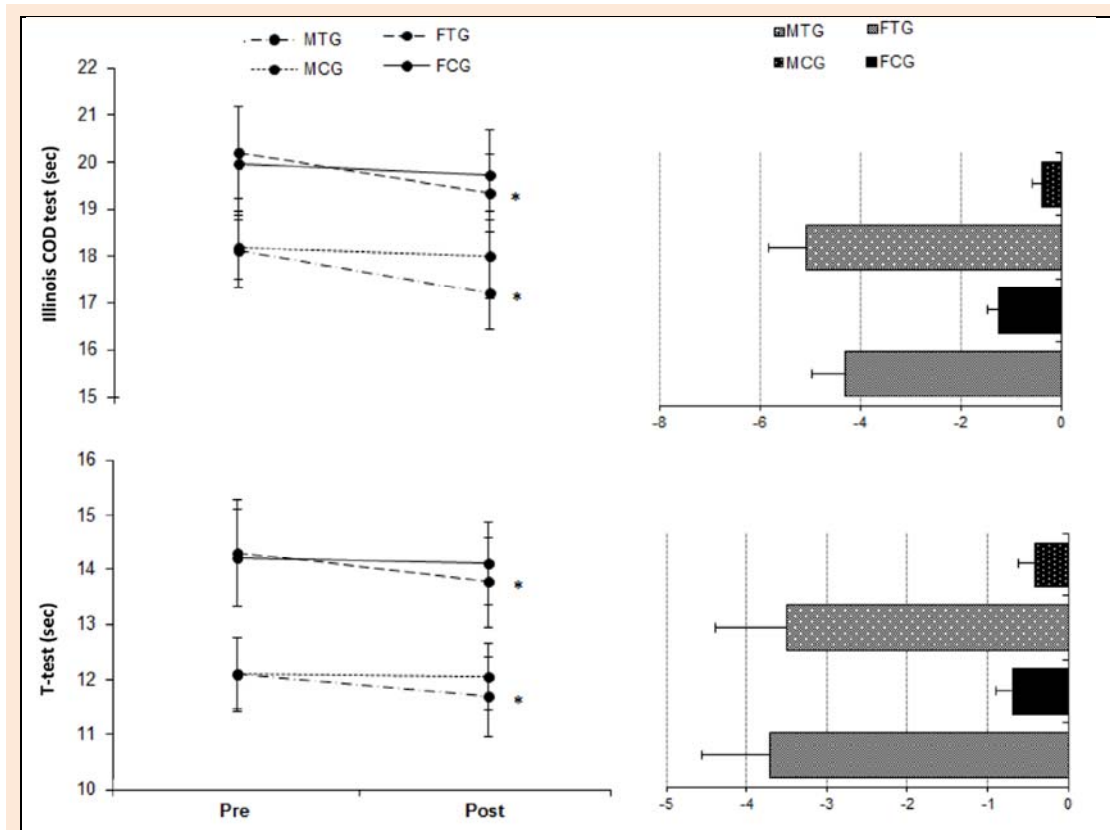 MTG FTG
MCG FCG
MTG FTG
MCG FCG
Illinois COD test (sec)
22
21
20
19
18
17
16
15
*
*
-8 -6 -4 -2 0
T-test (sec)
16
15
14
13
12
11
10
*
*
Pre Post
-5 -4 -3 -2 -1 0